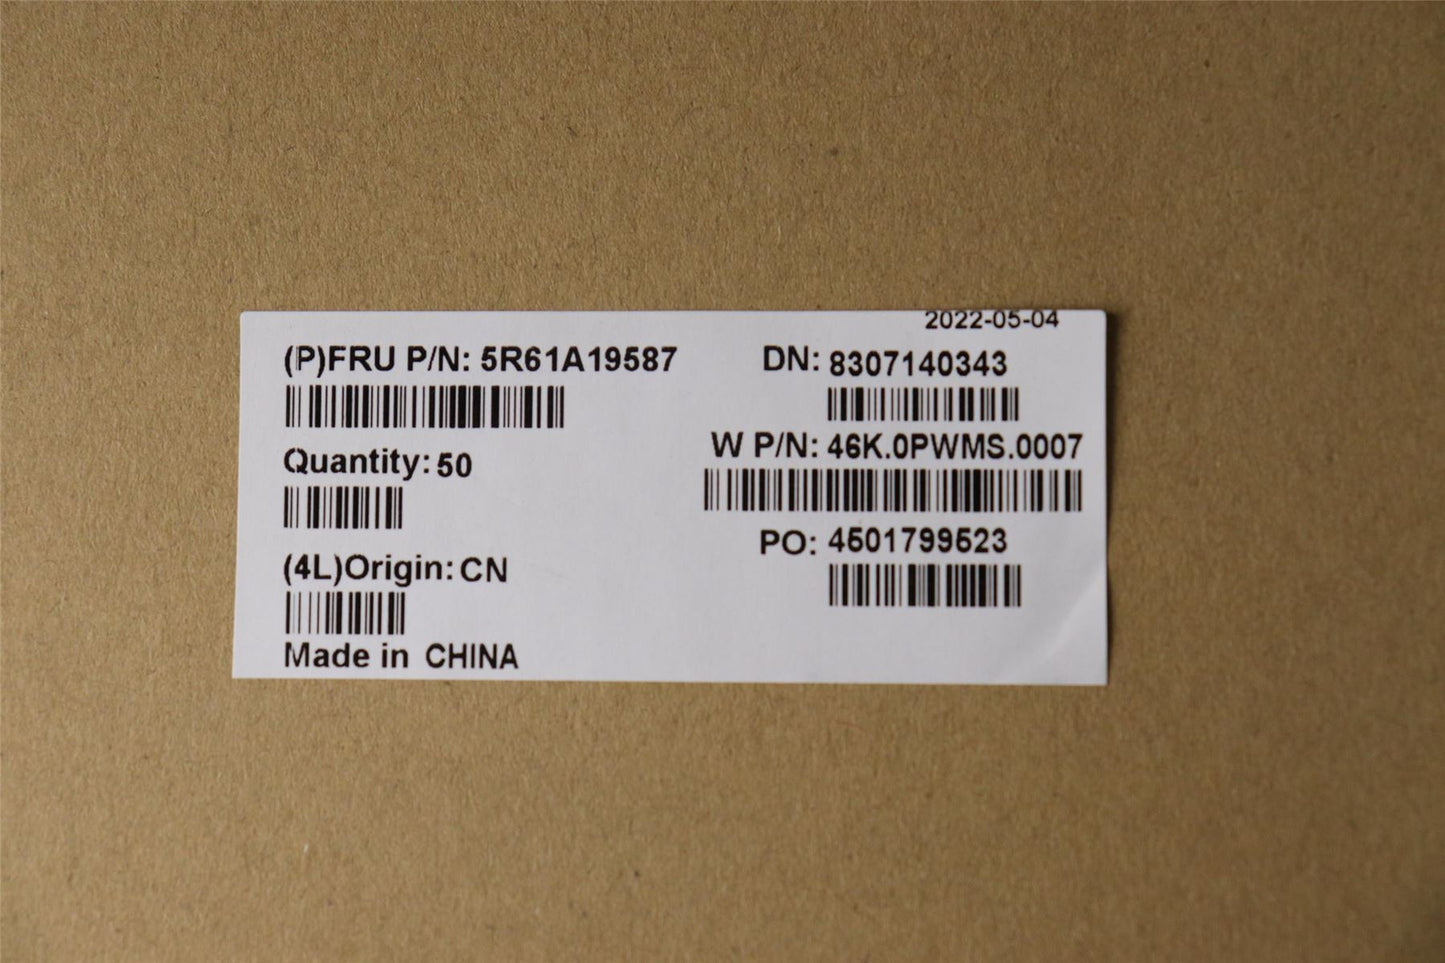 2022-05-04
(P)FRU P/N: 5R61A19587
DN: 8307140343
W P/N: 46K.0PWMS.0007
Quantity: 50
PO: 4501799523
(4L)Origin: CN
Made in CHINA